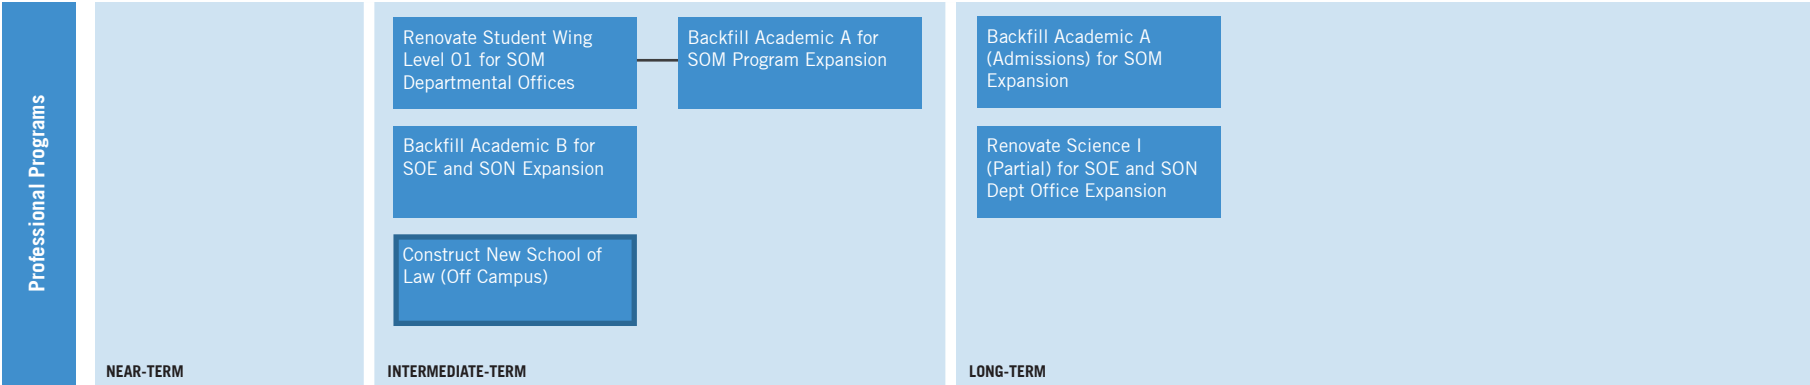 Professional Programs
NEAR-TERM
Renovate Student Wing
Level 01 for SOM
Departmental Offices
Backfill Academic A for
SOM Program Expansion
Backfill Academic B for
SOE and SON Expansion
Construct New School of
Law (Off Campus)
INTERMEDIATE-TERM
Backfill Academic A
(Admissions) for SOM
Expansion
Renovate Science I
(Partial) for SOE and SON
Dept Office Expansion
LONG-TERM